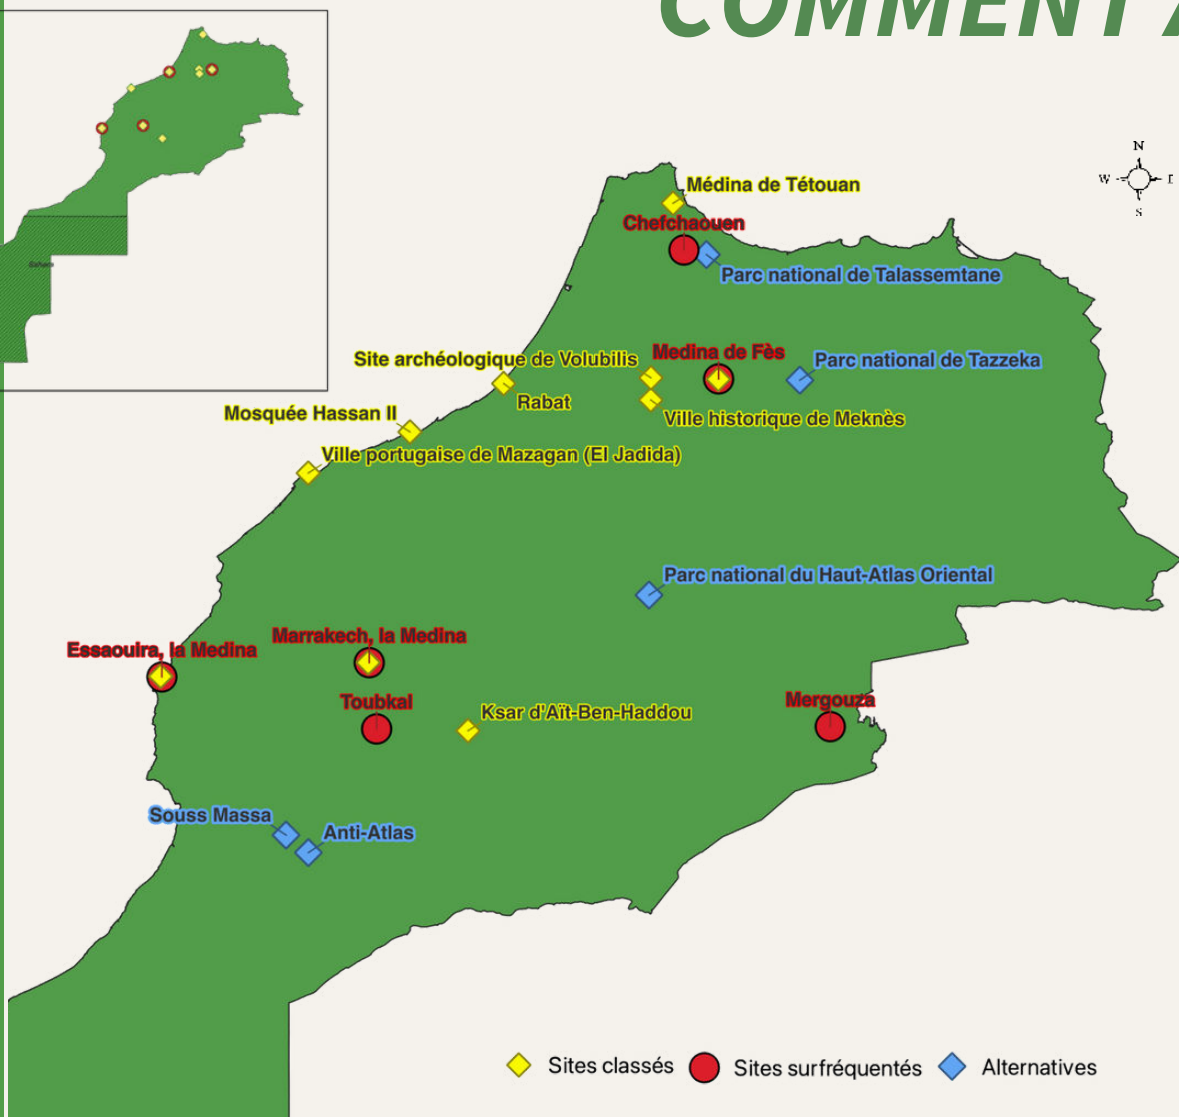 COMMENT
Sahara
N
W
S
Médina de Tétouan
Chefchaouen
Parc national de Talassemtane
Site archéologique de Volubilis
Medina de Fès
Parc national de Tazzeka
Rabat
Mosquée Hassan II
Ville historique de Meknès
Ville portugaise de Mazagan (El Jadida)
Parc national du Haut-Atlas Oriental
Marrakech, la Medina
Essaouira, la Medina
Toubkal
Mergouza
Ksar d'Aït-Ben-Haddou
Souss Massa
Anti-Atlas
Sites classés
Sites surfréquentés
Alternatives